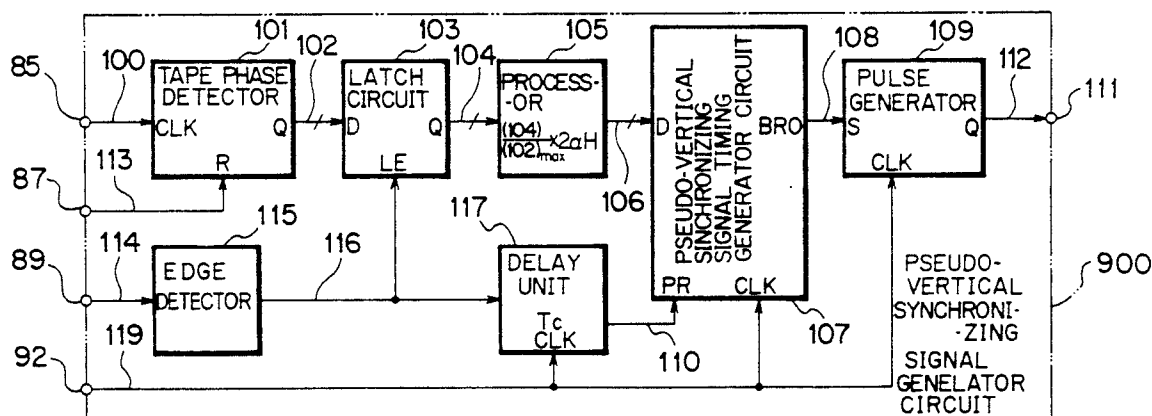 101
103
105
109
100
102
104
108
112
85
TAPE PHASE
DETECTOR
CLK
Q
R
LATCH
CIRCUIT
D
Q
LE
PROCESS-
-OR
(104)
(102)max ×2αH
106
D
BRO
PSEUDO-VERTICAL
SINCHRONIZING
SIGNAL TIMING
GENERATOR CIRCUIT
PR
CLK
107
PULSE
GENERATOR
S
Q
CLK
111
87
113
115
117
89
114
EDGE
DETECTOR
116
DELAY
UNIT
Tc
CLK
110
92
119
PSEUDO-
VERTICAL
SYNCHRONI-
-ZING
SIGNAL
GENELATOR
CIRCUIT
900